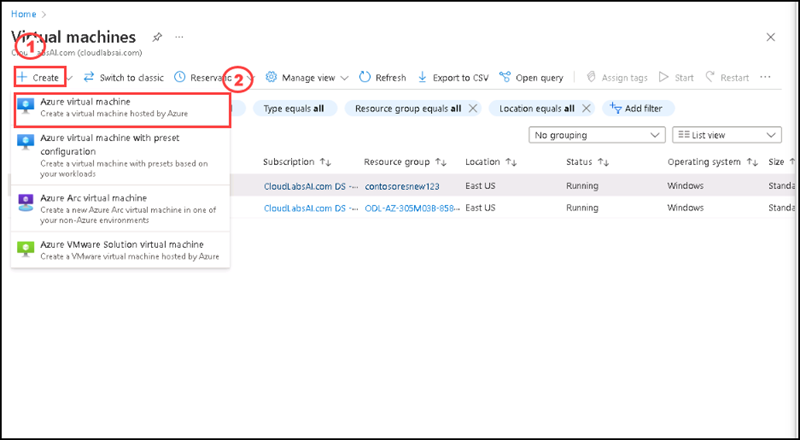 Home >
Virtual machines ...
1
CloudLabsAI.com (cloudlabsai.com)
2
+ Create Switch to classic Reservatio Manage view Refresh Export to CSV Open query Assign tags Start Restart ...
Azure virtual machine
Create a virtual machine hosted by Azure
Type equals all Resource group equals all Location equals all Add filter
Azure virtual machine with preset
configuration
Create a virtual machine with presets based on
your workloads
No grouping List view
Subscription Resource group Location Status Operating system Size
CloudLabsAI.com DS -... contosoresnew123 East US Running Windows Standa
Azure Arc virtual machine
Create a new Azure Arc virtual machine in one of
your non-Azure environments
CloudLabsAI.com DS -... ODL-AZ-305M03B-858... East US Running Windows Standa
Azure VMware Solution virtual machine
Create a VMware virtual machine hosted by Azure